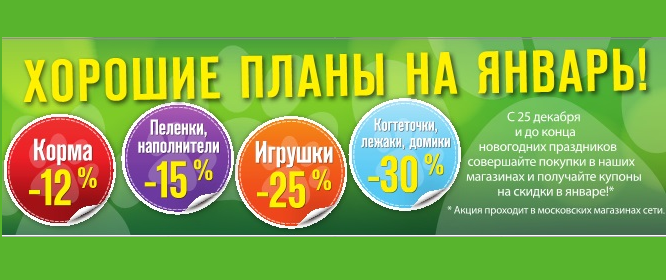 ХОРОШИЕ ПЛАНЫ НА ЯНВАРЬ!
Корма
-12%
Пеленки,
наполнители
-15%
Игрушки
-25%
Когтеточки,
лежаки, домики
-30%
С 25 декабря
и до конца
новогодних праздников
совершайте покупки в наших
магазинах и получайте купоны
на скидки в январе!*
* Акция проходит в московских магазинах сети.